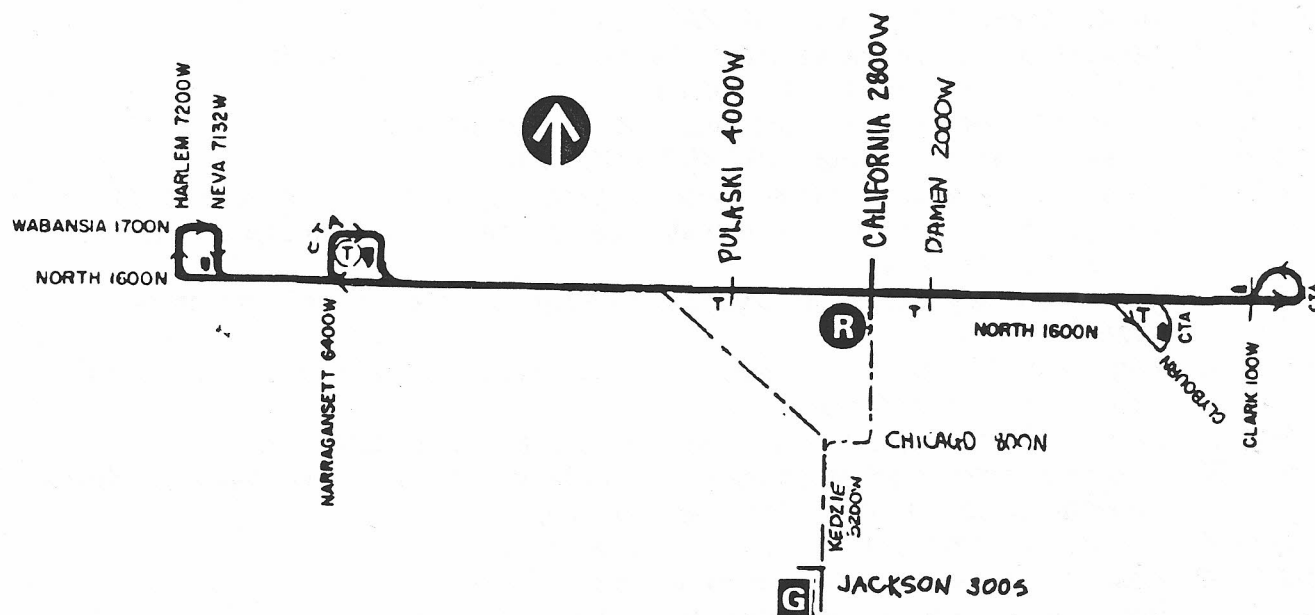 HARLEM 7200W
NEVA 7132W
WABANSIA 1700N
NORTH 1600N
CTA
T
NARRAGANSETT 6400W
PULASKI 4000W
T
CALIFORNIA 2800W
R
DAMEN 2000W
T
NORTH 1600N
T
CTA
CLYBOURN
CLARK 100W
CTA
CHICAGO 800N
KEDZIE
3200W
G
JACKSON 300S